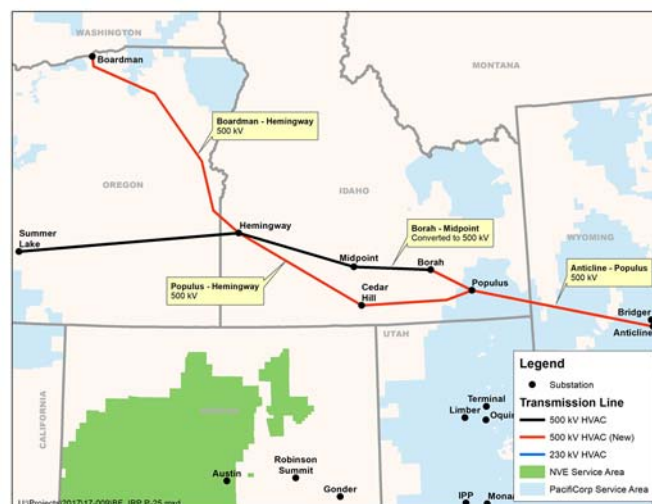 WASHINGTON
Boardman
MONTANA
Boardman - Hemingway
500 kV
OREGON
IDAHO
Hemingway
Summer
Lake
Borah - Midpoint
Converted to 500 kV
WYOMING
Midpoint
Borah
Populus - Hemingway
500 kV
Cedar
Hill
Populus
Anticline - Populus
500 kV
Bridger
Anticline
UTAH
CALIFORNIA
Legend
Substation
Transmission Line
500 kV HVAC
500 kV HVAC (New)
230 kV HVAC
NVE Service Area
PacifiCorp Service Area
Terminal
Limber
Oquir
Robinson
Summit
Austin
Gonder
IPP
Mona